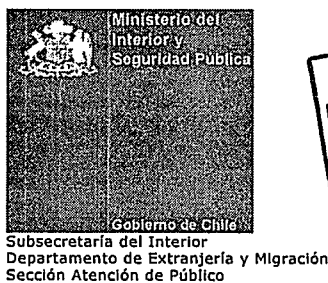 Ministerio del
Interior y
Seguridad Pública
Gobierno de Chile
Subsecretaría del Interior
Departamento de Extranjería y Migración
Sección Atención de Público